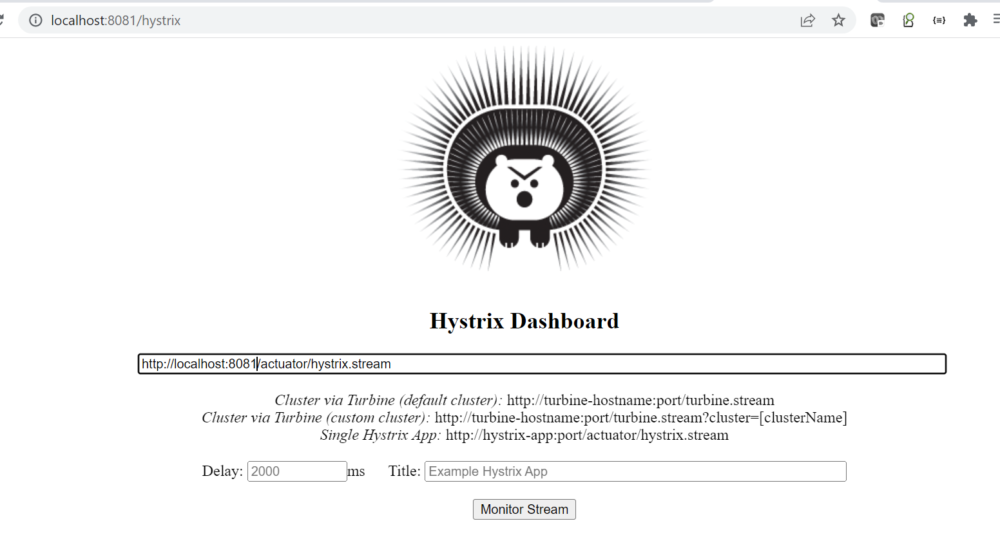 localhost:8081/hystrix
Hystrix Dashboard
http://localhost:8081/actuator/hystrix.stream
Cluster via Turbine (default cluster): http://turbine-hostname:port/turbine.stream
Cluster via Turbine (custom cluster): http://turbine-hostname:port/turbine.stream?cluster=[clusterName]
Single Hystrix App: http://hystrix-app:port/actuator/hystrix.stream
Delay: 2000 ms Title: Example Hystrix App
Monitor Stream